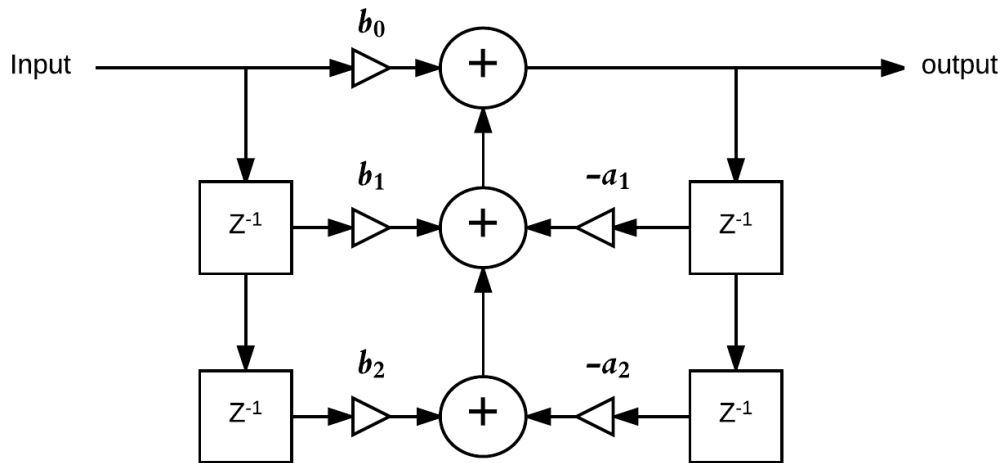 b₀
Input + output
b₁ −a₁
Z⁻¹ + Z⁻¹
b₂ −a₂
Z⁻¹ + Z⁻¹